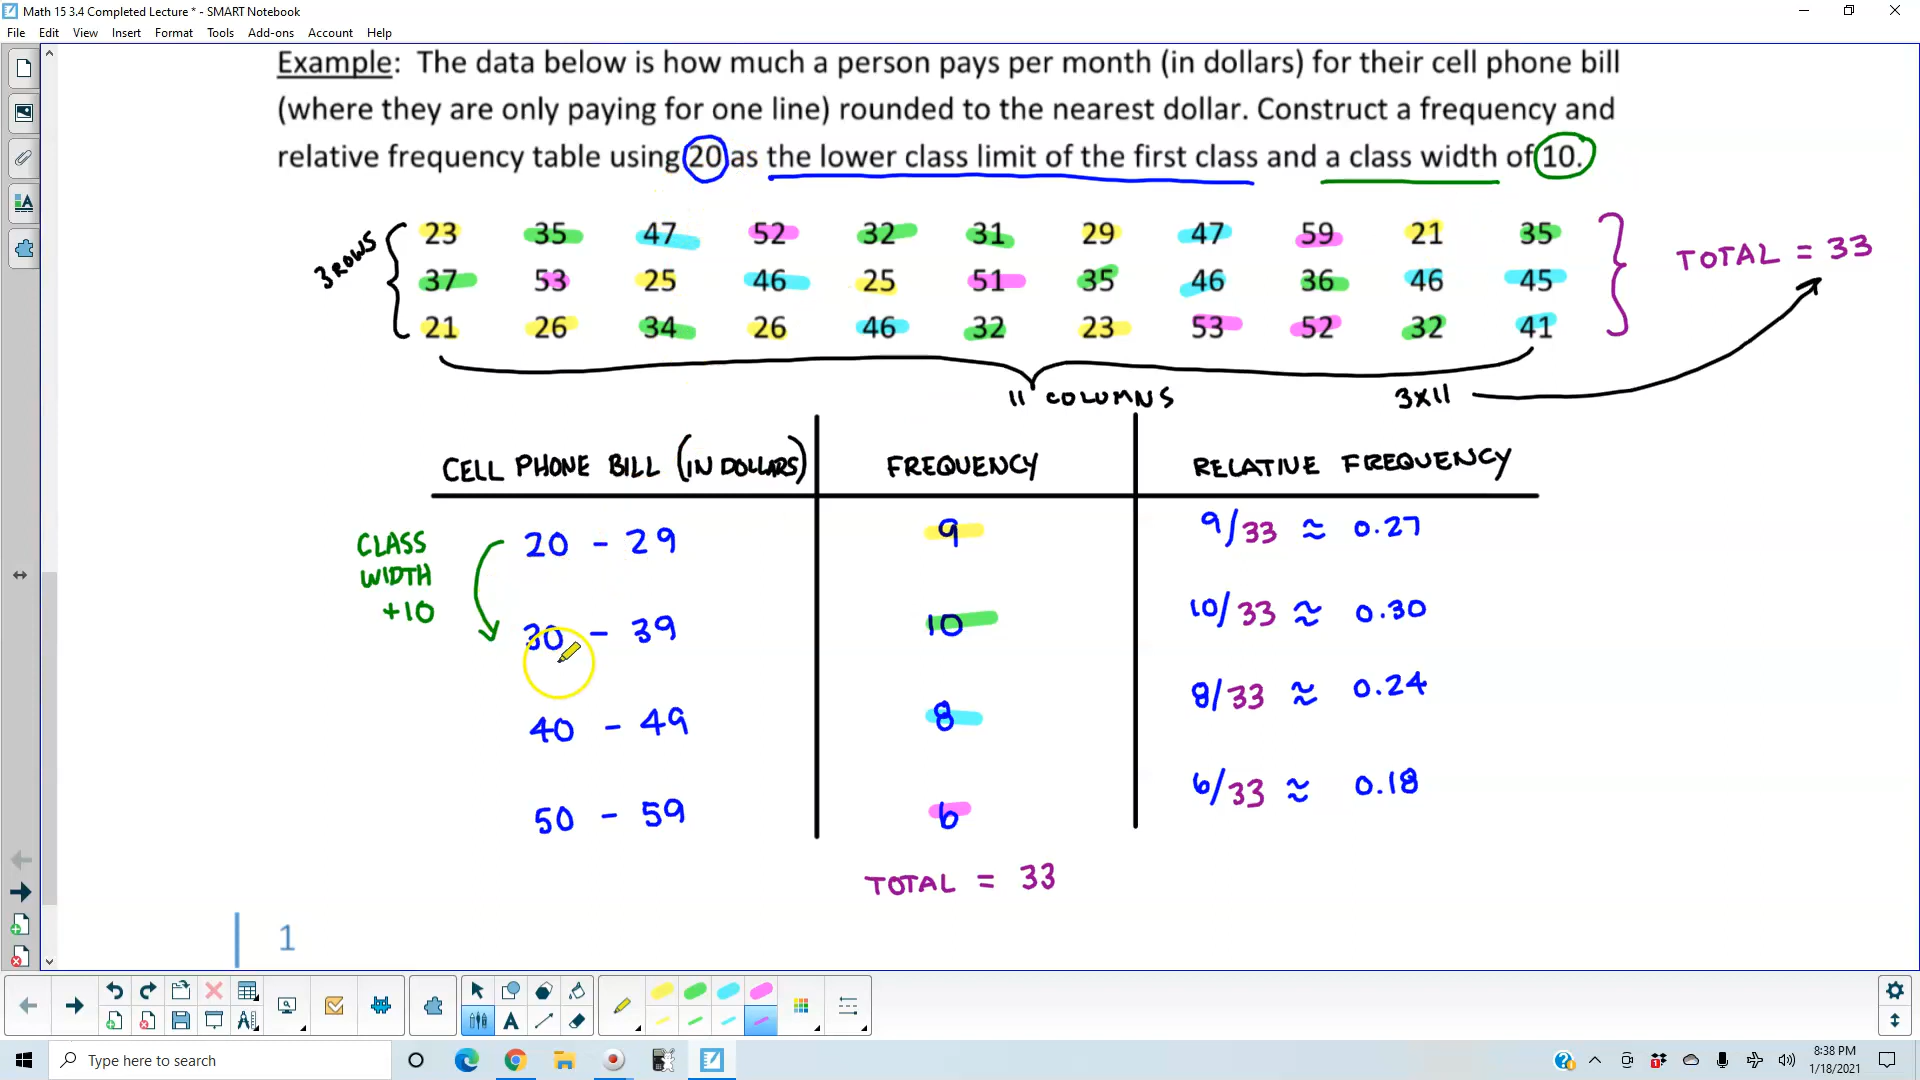 Math 15 3.4 Completed Lecture * - SMART Notebook
File Edit View Insert Format Tools Add-ons Account Help
Example: The data below is how much a person pays per month (in dollars) for their cell phone bill
(where they are only paying for one line) rounded to the nearest dollar. Construct a frequency and
relative frequency table using 20 as the lower class limit of the first class and a class width of 10.
3 ROWS
23 35 47 52 32 31 29 47 59 21 35
37 53 25 46 25 51 35 46 36 46 45
21 26 34 26 46 32 23 53 52 32 41
TOTAL = 33
11 COLUMNS
3X11
CELL PHONE BILL (IN DOLLARS) FREQUENCY RELATIVE FREQUENCY
CLASS
WIDTH
+10
20 - 29 9 9/33 ≈ 0.27
30 - 39 10 10/33 ≈ 0.30
40 - 49 8 8/33 ≈ 0.24
50 - 59 6 6/33 ≈ 0.18
TOTAL = 33
1
Type here to search
8:38 PM
1/18/2021